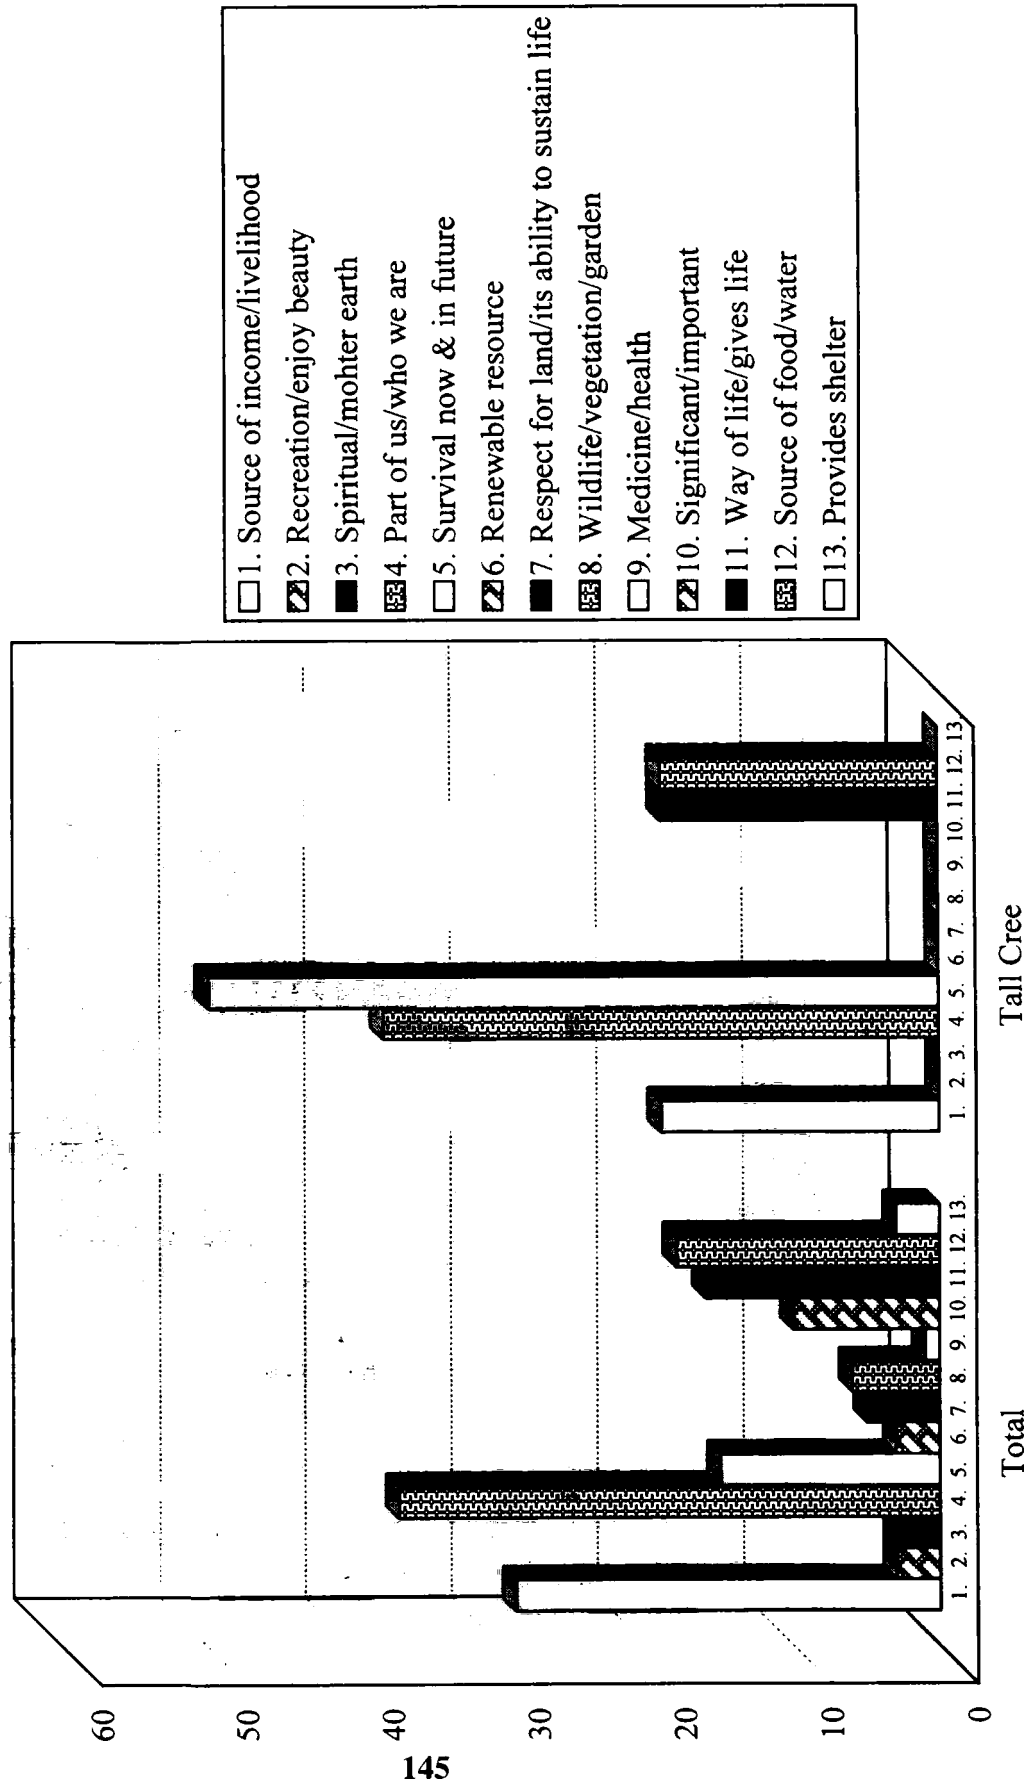 60
50
40
30
20
10
0
1. 2. 3. 4. 5. 6. 7. 8. 9. 10. 11. 12. 13.
Total
1. 2. 3. 4. 5. 6. 7. 8. 9. 10. 11. 12. 13.
Tall Cree
1. Source of income/livelihood
2. Recreation/enjoy beauty
3. Spiritual/mohter earth
4. Part of us/who we are
5. Survival now & in future
6. Renewable resource
7. Respect for land/its ability to sustain life
8. Wildlife/vegetation/garden
9. Medicine/health
10. Significant/important
11. Way of life/gives life
12. Source of food/water
13. Provides shelter
145